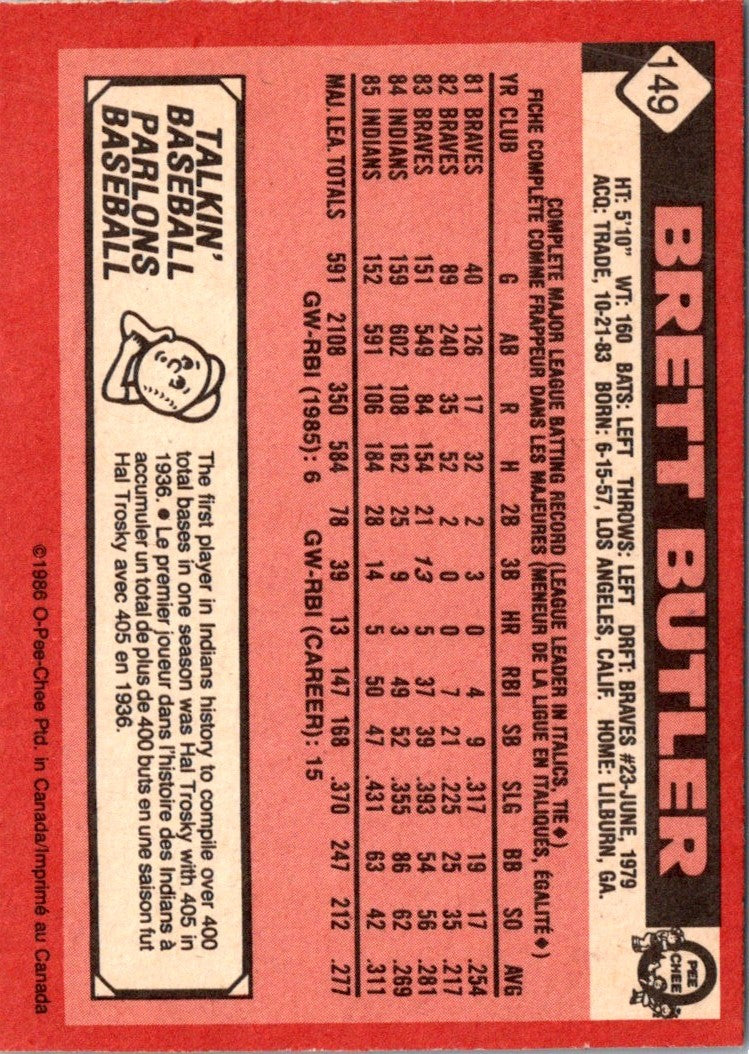 149
BRETT BUTLER
O PEE CHEE
HT: 5'10" WT: 160 BATS: LEFT THROWS: LEFT DRFT: BRAVES #23-JUNE, 1979
ACQ: TRADE, 10-21-83 BORN: 6-15-57, LOS ANGELES, CALIF. HOME: LILBURN, GA.
COMPLETE MAJOR LEAGUE BATTING RECORD (LEAGUE LEADER IN ITALICS, TIE ♦)
FICHE COMPLÈTE COMME FRAPPEUR DANS LES MAJEURES (MENEUR DE LA LIGUE EN ITALIQUES, ÉGALITÉ ♦)
YR CLUB G AB R H 2B 3B HR RBI SB SLG BB SO AVG
81 BRAVES 40 126 17 32 2 3 0 4 9 .317 19 17 .254
82 BRAVES 89 240 35 52 2 0 0 7 21 .225 25 35 .217
83 BRAVES 151 549 84 154 21 13 5 37 39 .393 54 56 .281
84 INDIANS 159 602 108 162 25 9 3 49 52 .355 86 62 .269
85 INDIANS 152 591 106 184 28 14 5 50 47 .431 63 42 .311
MAJ. LEA. TOTALS 591 2108 350 584 78 39 13 147 168 .370 247 212 .277
GW-RBI (1985): 6 GW-RBI (CAREER): 15
TALKIN'
BASEBALL
PARLONS
BASEBALL
The first player in Indians history to compile over 400
total bases in one season was Hal Trosky with 405 in
1936. ● Le premier joueur dans l'histoire des Indians à
accumuler un total de plus de 400 buts en une saison fut
Hal Trosky avec 405 en 1936.
©1986 O-Pee-Chee Ptd. in Canada/Imprimé au Canada